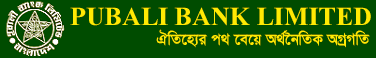 পূবালী ব্যাংক লিমিটেড
বাংলাদেশ
PUBALI BANK LIMITED
ঐতিহ্যের পথ বেয়ে অর্থনৈতিক অগ্রগতি